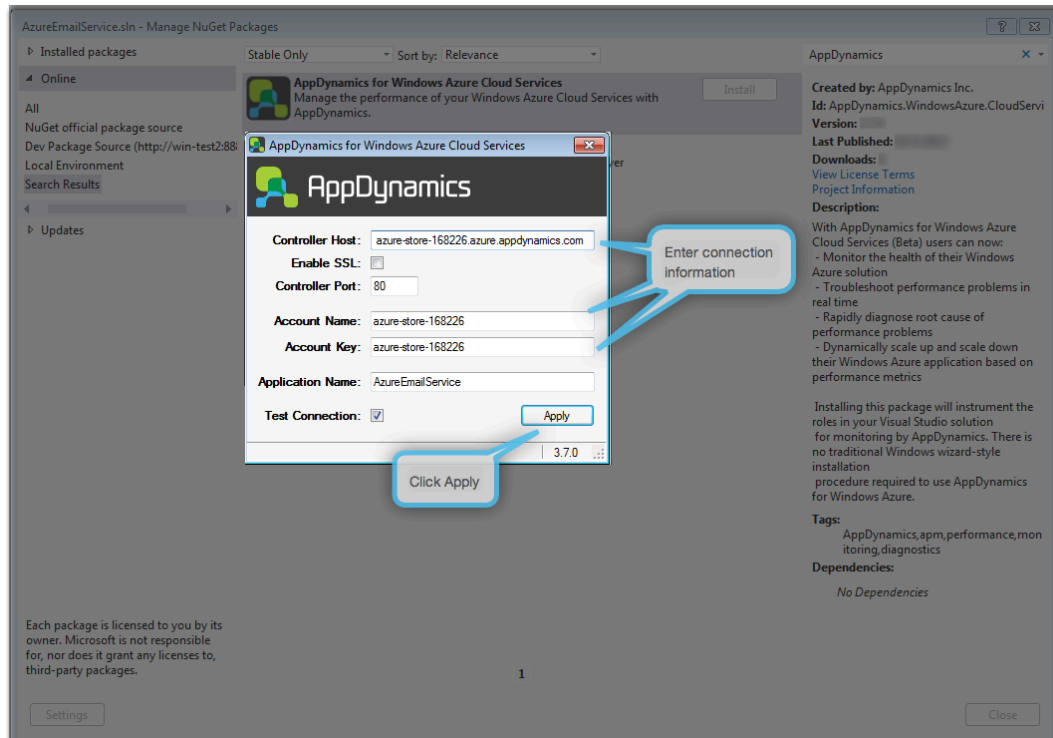 AzureEmailService.sln - Manage NuGet Packages
Installed packages
Online
All
NuGet official package source
Dev Package Source (http://win-test2:88
Local Environment
Search Results
Updates
Each package is licensed to you by its
owner. Microsoft is not responsible
for, nor does it grant any licenses to,
third-party packages.
Settings
Stable Only
Sort by: Relevance
AppDynamics for Windows Azure Cloud Services
Manage the performance of your Windows Azure Cloud Services with
AppDynamics.
Install
AppDynamics for Windows Azure Cloud Services
AppDynamics
Controller Host: azure-store-168226.azure.appdynamics.com
Enable SSL:
Controller Port: 80
Account Name: azure-store-168226
Account Key: azure-store-168226
Application Name: AzureEmailService
Test Connection:
Apply
3.7.0
Enter connection
information
Click Apply
1
AppDynamics
Created by: AppDynamics Inc.
Id: AppDynamics.WindowsAzure.CloudServi
Version:
Last Published:
Downloads:
View License Terms
Project Information
Description:
With AppDynamics for Windows Azure
Cloud Services (Beta) users can now:
- Monitor the health of their Windows
Azure solution
- Troubleshoot performance problems in
real time
- Rapidly diagnose root cause of
performance problems
- Dynamically scale up and scale down
their Windows Azure application based on
performance metrics
Installing this package will instrument the
roles in your Visual Studio solution
for monitoring by AppDynamics. There is
no traditional Windows wizard-style
installation
procedure required to use AppDynamics
for Windows Azure.
Tags:
AppDynamics,apm,performance,mon
itoring,diagnostics
Dependencies:
No Dependencies
Close